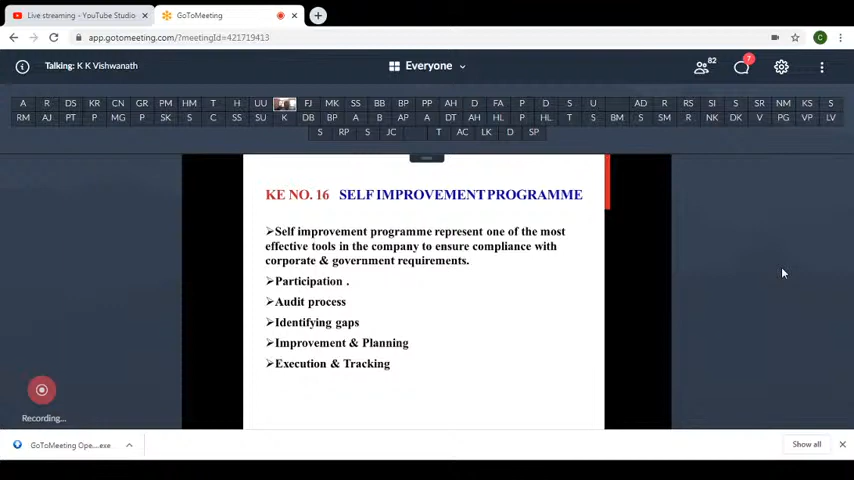 Live streaming - YouTube Studio
GoToMeeting
app.gotomeeting.com/?meetingId=421719413
C
Talking: K K Vishwanath
Everyone
82
7
A R DS KR CN GR PM HM T H UU FJ MK SS BB BP PP AH D FA P D S U AD R RS SI S SR NM KS S
RM AJ PT P MG P SK S C SS SU K DB BP A B AP A DT AH HL P HL T S BM S SM R NK DK V PG VP LV
S RP S JC T AC LK D SP
KE NO. 16 SELF IMPROVEMENT PROGRAMME
➢Self improvement programme represent one of the most
effective tools in the company to ensure compliance with
corporate & government requirements.
➢Participation .
➢Audit process
➢Identifying gaps
➢Improvement & Planning
➢Execution & Tracking
Recording...
GoToMeeting Ope....exe
Show all